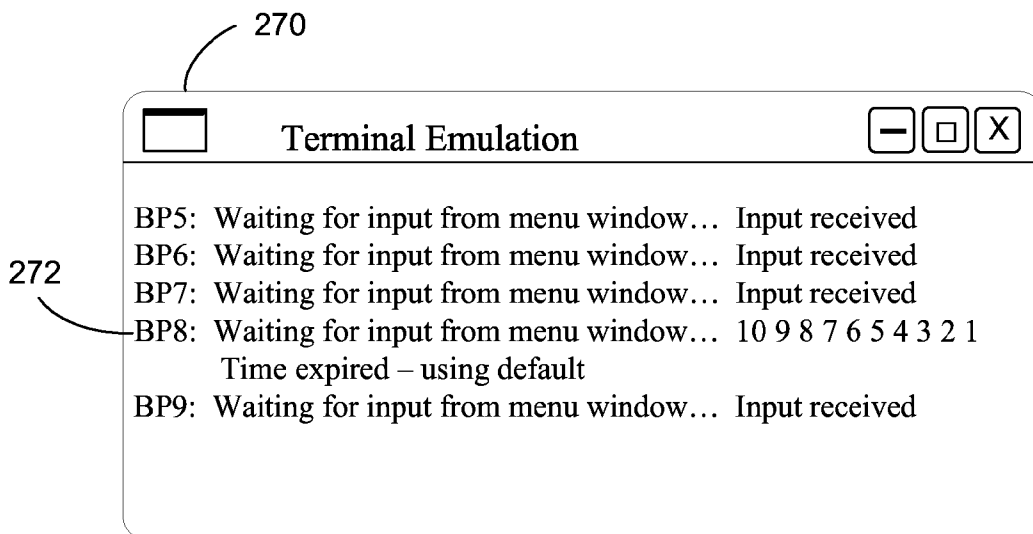 270
Terminal Emulation
X
BP5: Waiting for input from menu window… Input received
BP6: Waiting for input from menu window… Input received
BP7: Waiting for input from menu window… Input received
272
BP8: Waiting for input from menu window… 10 9 8 7 6 5 4 3 2 1
Time expired – using default
BP9: Waiting for input from menu window… Input received